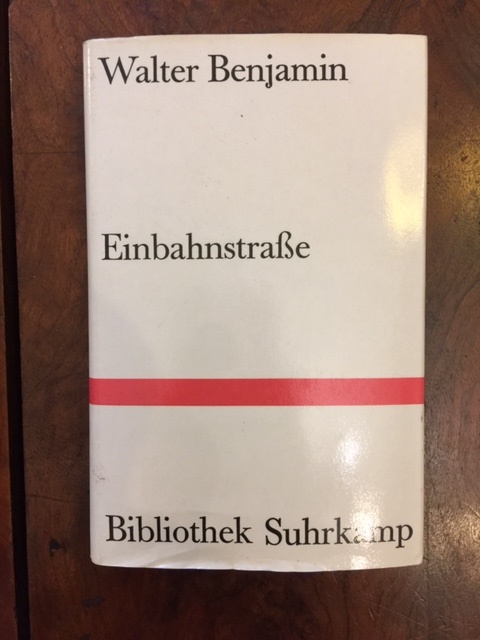 Walter Benjamin
Einbahnstraße
Bibliothek Suhrkamp